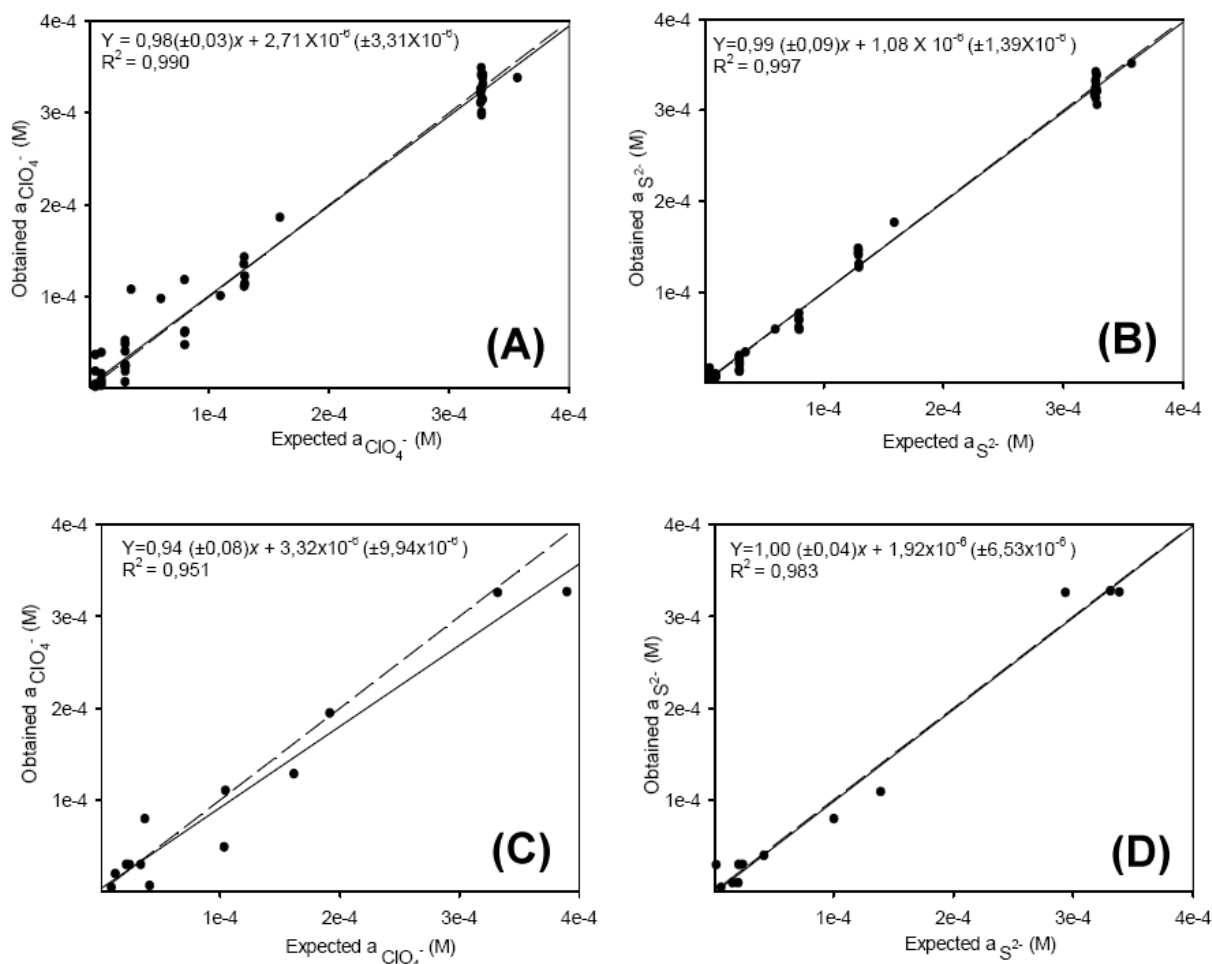 4e-4
Y = 0,98(±0,03)x + 2,71 X10⁻⁶ (±3,31X10⁻⁶)
R² = 0,990
3e-4
2e-4
1e-4
Obtained a ClO₄⁻ (M)
(A)
1e-4 2e-4 3e-4 4e-4
Expected a ClO₄⁻ (M)
4e-4
Y=0,99 (±0,09)x + 1,08 X 10⁻⁶ (±1,39X10⁻⁶)
R² = 0,997
3e-4
2e-4
1e-4
Obtained a S²⁻ (M)
(B)
1e-4 2e-4 3e-4 4e-4
Expected a S²⁻ (M)
4e-4
Y=0,94 (±0,08)x + 3,32x10⁻⁶ (±9,94x10⁻⁶)
R² = 0,951
3e-4
2e-4
1e-4
Obtained a ClO₄⁻ (M)
(C)
1e-4 2e-4 3e-4 4e-4
Expected a ClO₄⁻ (M)
4e-4
Y=1,00 (±0,04)x + 1,92x10⁻⁶ (±6,53x10⁻⁶)
R² = 0,983
3e-4
2e-4
1e-4
Obtained a S²⁻ (M)
(D)
1e-4 2e-4 3e-4 4e-4
Expected a S²⁻ (M)